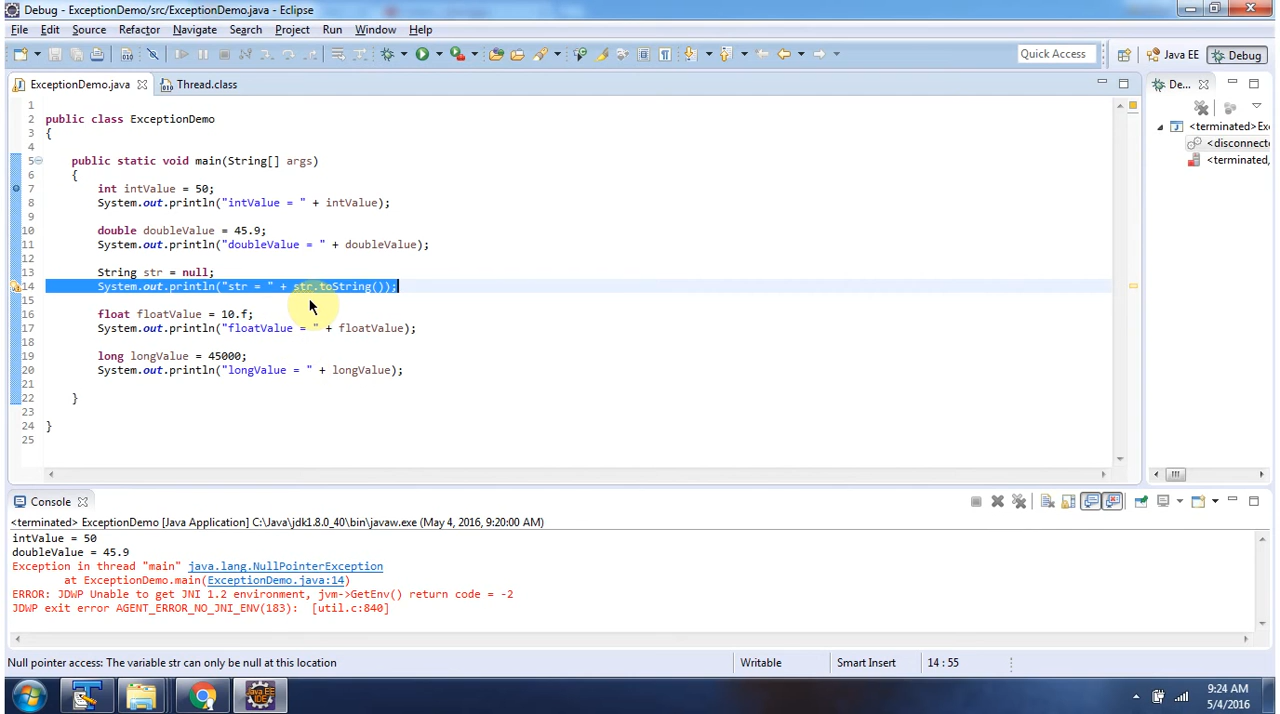 Debug - ExceptionDemo/src/ExceptionDemo.java - Eclipse
File Edit Source Refactor Navigate Search Project Run Window Help
Quick Access Java EE Debug
ExceptionDemo.java Thread.class De...
1
2 public class ExceptionDemo
3 {
4
5 public static void main(String[] args)
6 {
7 int intValue = 50;
8 System.out.println("intValue = " + intValue);
9
10 double doubleValue = 45.9;
11 System.out.println("doubleValue = " + doubleValue);
12
13 String str = null;
14 System.out.println("str = " + str.toString());
15
16 float floatValue = 10.f;
17 System.out.println("floatValue = " + floatValue);
18
19 long longValue = 45000;
20 System.out.println("longValue = " + longValue);
21
22 }
23
24 }
25
<terminated>Ex
<disconnecte
<terminated,
Console
<terminated> ExceptionDemo [Java Application] C:\Java\jdk1.8.0_40\bin\javaw.exe (May 4, 2016, 9:20:00 AM)
intValue = 50
doubleValue = 45.9
Exception in thread "main" java.lang.NullPointerException
at ExceptionDemo.main(ExceptionDemo.java:14)
ERROR: JDWP Unable to get JNI 1.2 environment, jvm->GetEnv() return code = -2
JDWP exit error AGENT_ERROR_NO_JNI_ENV(183): [util.c:840]
Null pointer access: The variable str can only be null at this location Writable Smart Insert 14 : 55
Java EE
IDE
9:24 AM
5/4/2016